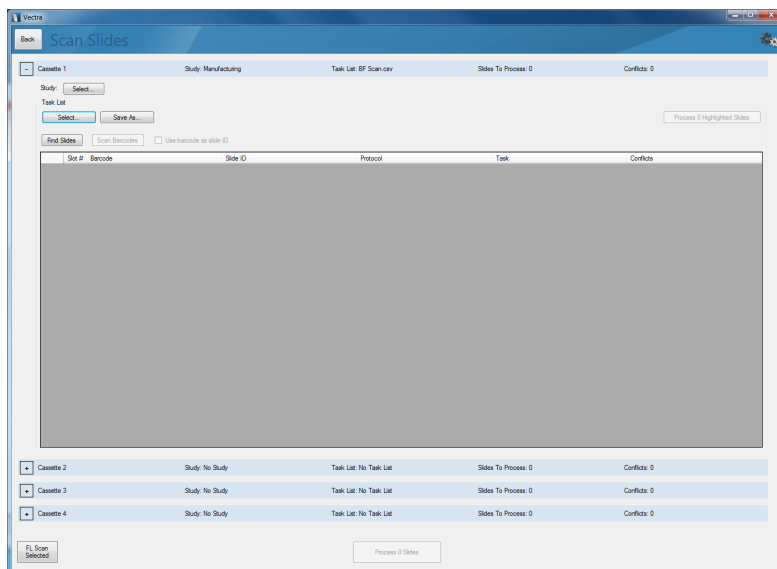 Vectra
Back Scan Slides
- Cassette 1 Study: Manufacturing Task List: BF Scan.csv Slides To Process: 0 Conflicts: 0
Study: Select...
Task List
Select... Save As... Process 0 Highlighted Slides
Find Slides Scan Barcodes Use barcode as slide ID
Slot # Barcode Slide ID Protocol Task Conflicts
+ Cassette 2 Study: No Study Task List: No Task List Slides To Process: 0 Conflicts: 0
+ Cassette 3 Study: No Study Task List: No Task List Slides To Process: 0 Conflicts: 0
+ Cassette 4 Study: No Study Task List: No Task List Slides To Process: 0 Conflicts: 0
FL Scan
Selected
Process 0 Slides